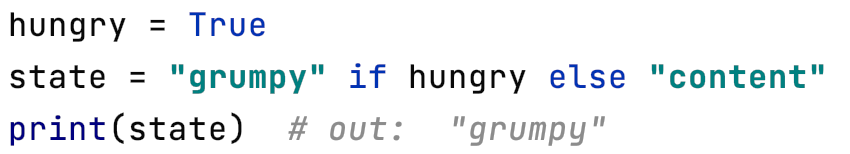 hungry = True
state = "grumpy" if hungry else "content"
print(state)  # out:  "grumpy"